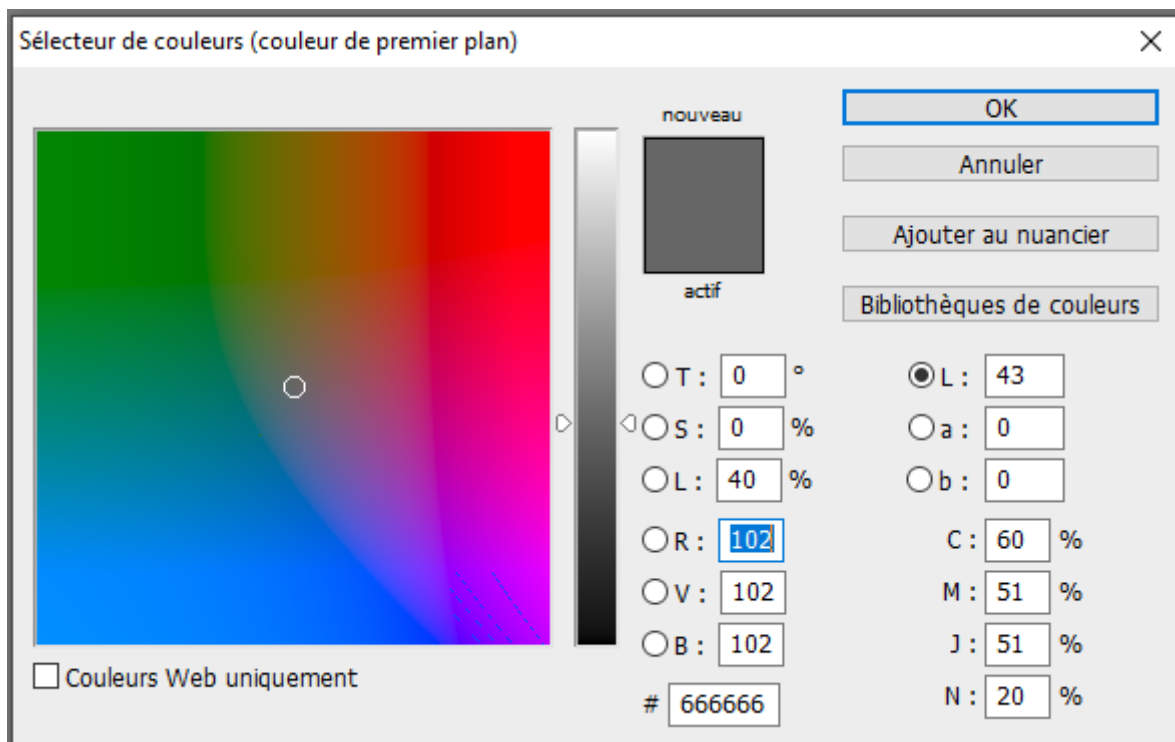 Sélecteur de couleurs (couleur de premier plan)
nouveau
actif
OK
Annuler
Ajouter au nuancier
Bibliothèques de couleurs
T : 0 °
S : 0 %
L : 40 %
R : 102
V : 102
B : 102
# 666666
L : 43
a : 0
b : 0
C : 60 %
M : 51 %
J : 51 %
N : 20 %
Couleurs Web uniquement